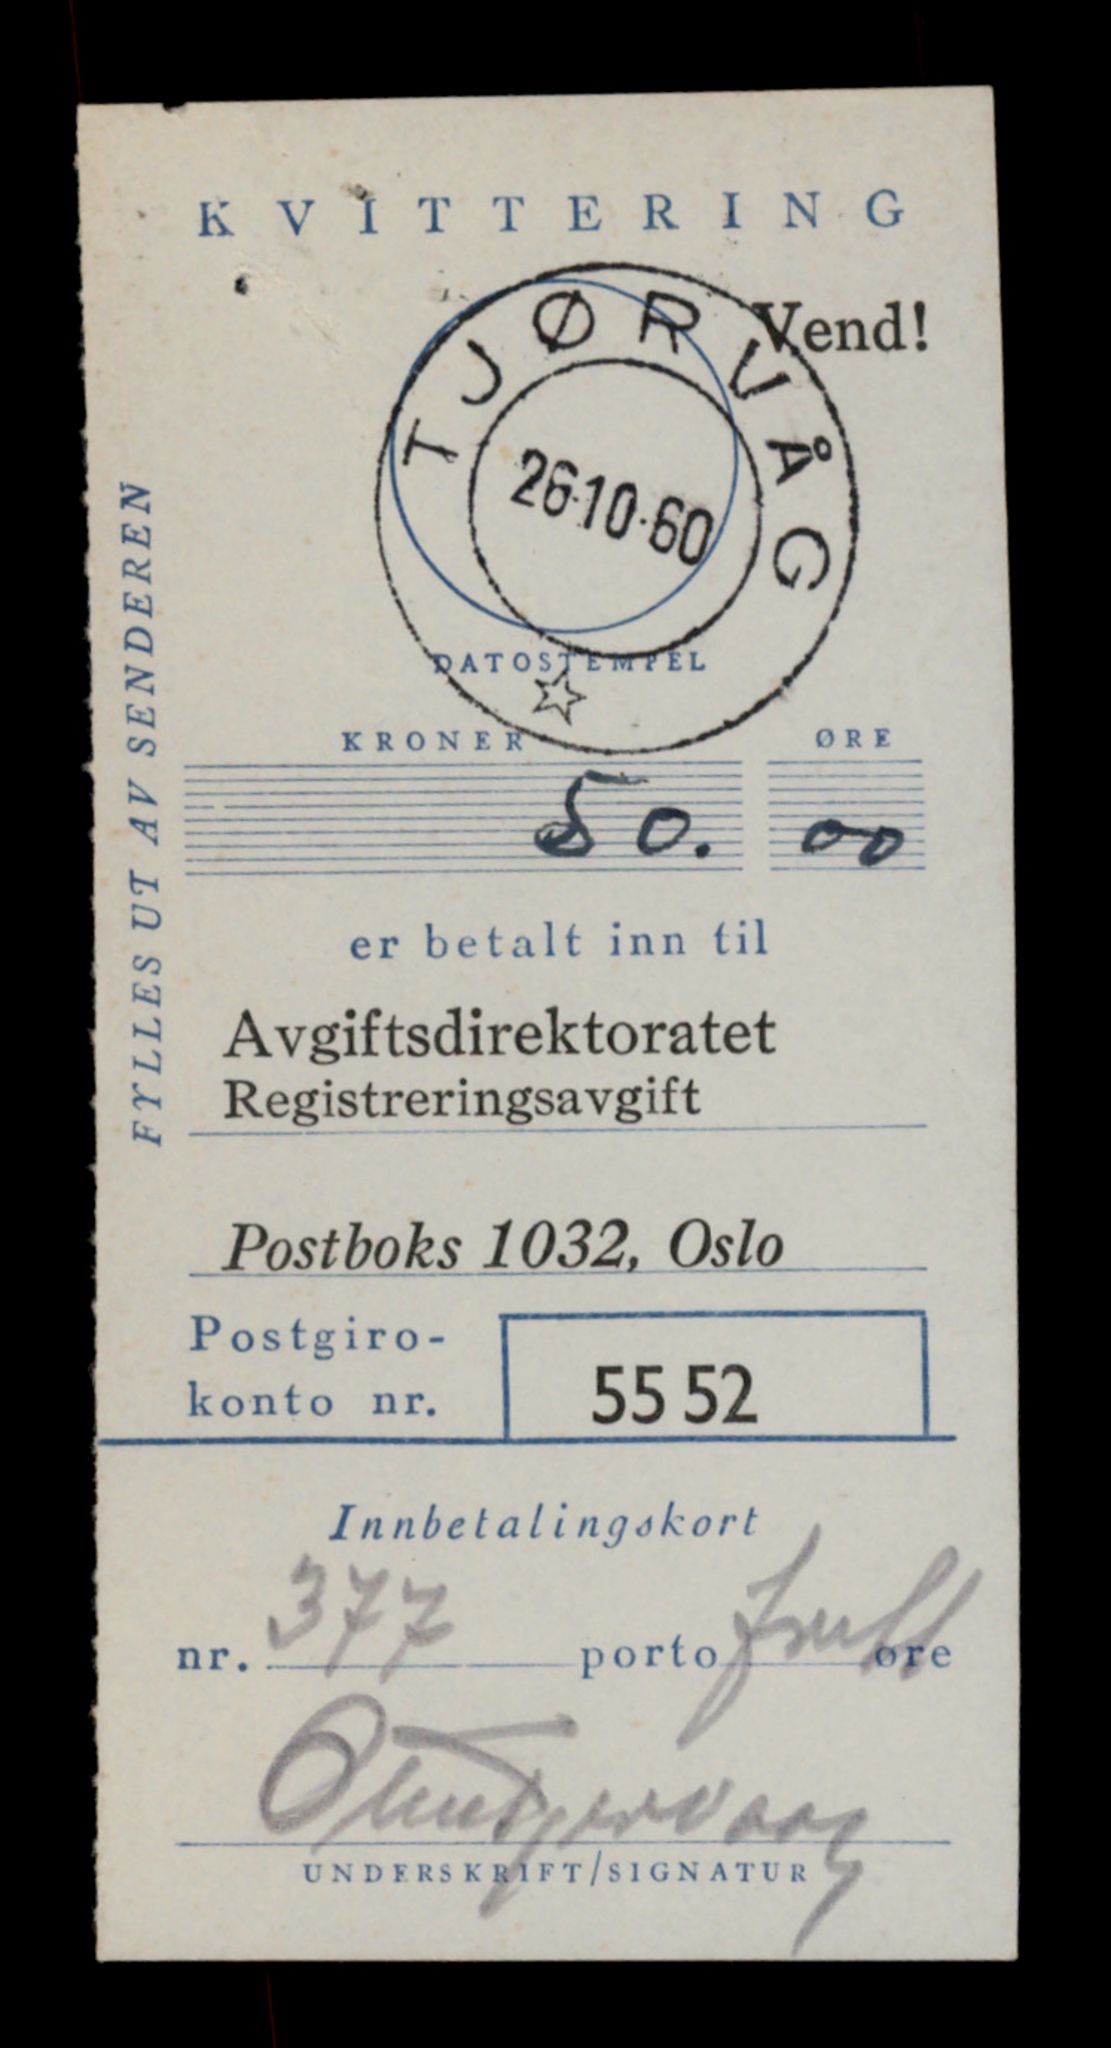 KVITTERING
Vend!
TJØRVÅG
26·10·60
DATOSTEMPEL
FYLLES UT AV SENDEREN
KRONER ØRE
50. 00
er betalt inn til
Avgiftsdirektoratet
Registreringsavgift
Postboks 1032, Oslo
Postgiro-
konto nr. 55 52
Innbetalingskort
nr. 377 porto øre
UNDERSKRIFT/SIGNATUR